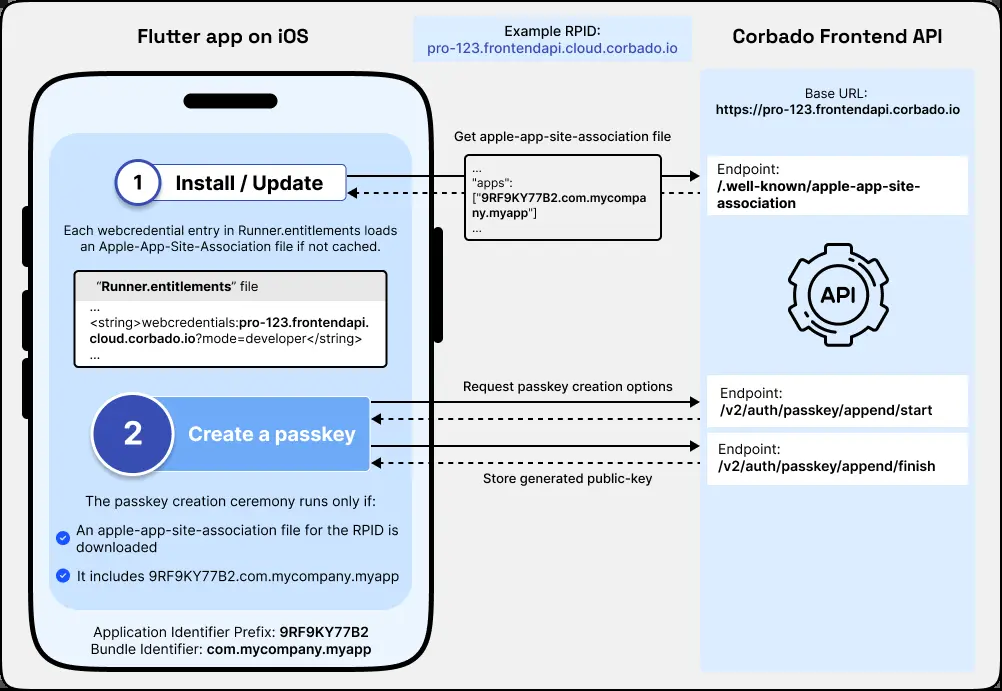 Flutter app on iOS
Example RPID:
pro-123.frontendapi.cloud.corbado.io
Corbado Frontend API
Base URL:
https://pro-123.frontendapi.corbado.io
Get apple-app-site-association file
1
Install / Update
...
"apps":
["9RF9KY77B2.com.mycompa
ny.myapp"]
...
Endpoint:
/.well-known/apple-app-site-
association
Each webcredential entry in Runner.entitlements loads
an Apple-App-Site-Association file if not cached.
“Runner.entitlements” file
...
<string>webcredentials:pro-123.frontendapi.
cloud.corbado.io?mode=developer</string>
...
API
2
Create a passkey
Request passkey creation options
Endpoint:
/v2/auth/passkey/append/start
Endpoint:
/v2/auth/passkey/append/finish
Store generated public-key
The passkey creation ceremony runs only if:
An apple-app-site-association file for the RPID is
downloaded
It includes 9RF9KY77B2.com.mycompany.myapp
Application Identifier Prefix: 9RF9KY77B2
Bundle Identifier: com.mycompany.myapp